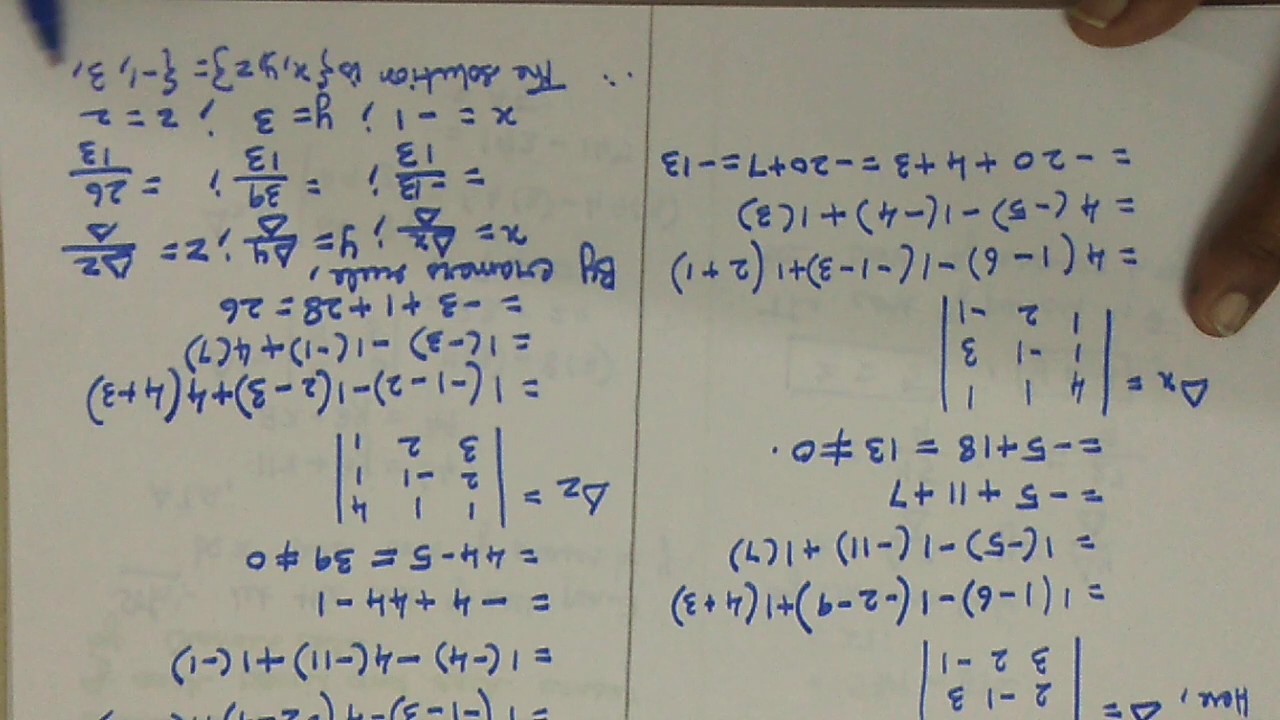 Here, Δ = | 2 -1 3 |
| 3 2 -1 |
= 1(1-6)-1(-2-9)+1(4+3)
= 1(-5)-1(-11)+1(7)
= -5+11+7
= -5+18 = 13 ≠ 0.
| 4 1 1 |
Δx = | 1 -1 3 |
| 1 2 -1 |
= 4(1-6)-1(-1-3)+1(2+1)
= 4(-5)-1(-4)+1(3)
= -20+4+3 = -20+7 = -13
= 1(-4)-4(-11)+1(-1)
= -4+44-1
= 44-5 = 39 ≠ 0
| 1 1 4 |
Δz = | 2 -1 1 |
| 3 2 1 |
= 1(-1-2)-1(2-3)+4(4+3)
= 1(-3)-1(-1)+4(7)
= -3+1+28 = 26
By cramers rule,
x = Δx/Δ ; y = Δy/Δ ; z = Δz/Δ
= -13/13 ; = 39/13 ; = 26/13
x = -1 ; y = 3 ; z = 2
∴ The solution is {x,y,z} = {-1, 3,